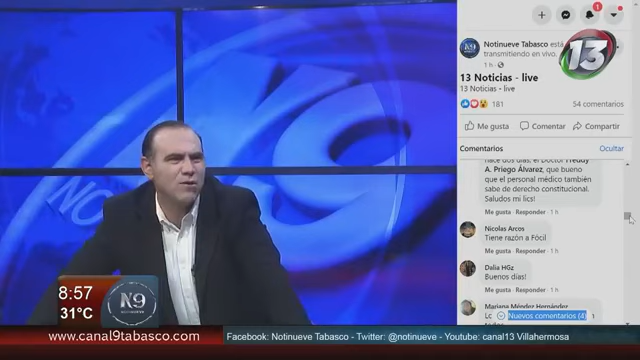 Notinueve Tabasco está
transmitiendo en vivo.
1 h
13
13 Noticias - live
13 Noticias - live
181
54 comentarios
Me gusta
Comentar
Compartir
Comentarios
Ocultar
hace dos días, el Doctor Freddy
A. Priego Álvarez, que bueno
que el personal médico también
sabe de derecho constitucional.
Saludos mi lics!
Me gusta · Responder · 1 h
Nicolas Arcos
Tiene razón a Fócil
Me gusta · Responder · 1 h
Dalia HGz
Buenos días!
Me gusta · Responder · 1 h
Mariana Méndez Hernández
Nuevos comentarios (4)
8:57
31°C
N9
www.canal9tabasco.com
Facebook: Notinueve Tabasco - Twitter: @notinueve - Youtube: canal13 Villahermosa